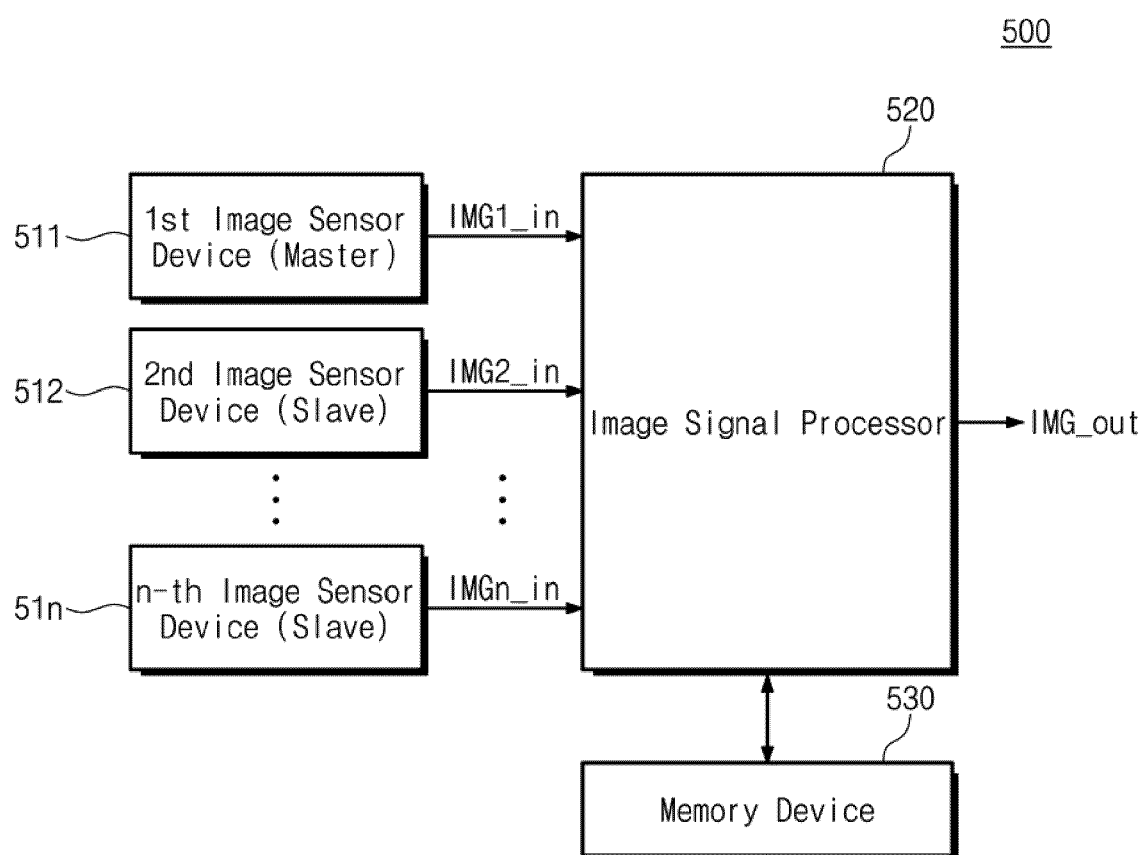 500
520
1st Image Sensor
Device (Master)
511
IMG1_in
2nd Image Sensor
Device (Slave)
512
IMG2_in
Image Signal Processor
IMG_out
n-th Image Sensor
Device (Slave)
51n
IMGn_in
530
Memory Device